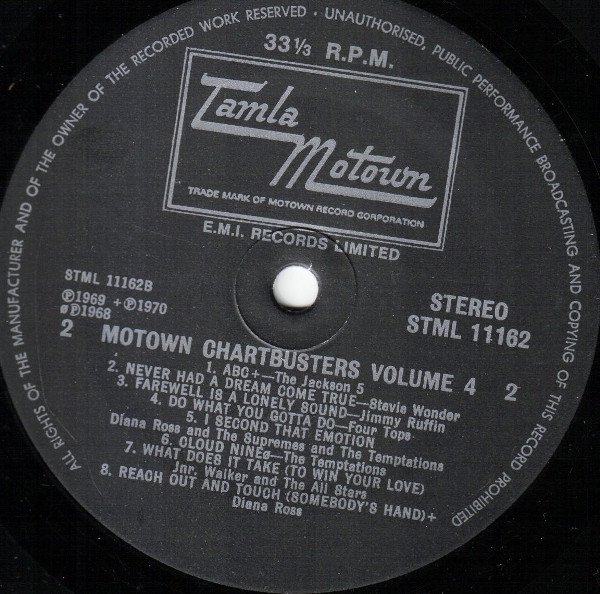 ALL RIGHTS OF THE MANUFACTURER AND OF THE OWNER OF THE RECORDED WORK RESERVED · UNAUTHORISED, PUBLIC PERFORMANCE BROADCASTING AND COPYING OF THIS RECORD PROHIBITED
33 1/3 R.P.M.
Tamla
Motown
TRADE MARK OF MOTOWN RECORD CORPORATION
E.M.I. RECORDS LIMITED
STML 11162B
℗1969 +℗1970
ø℗1968
STEREO
STML 11162
2 MOTOWN CHARTBUSTERS VOLUME 4 2
1. ABC+—The Jackson 5
2. NEVER HAD A DREAM COME TRUE—Stevie Wonder
3. FAREWELL IS A LONELY SOUND—Jimmy Ruffin
4. DO WHAT YOU GOTTA DO—Four Tops
5. I SECOND THAT EMOTION
Diana Ross and The Supremes and The Temptations
6. CLOUD NINEø—The Temptations
7. WHAT DOES IT TAKE (TO WIN YOUR LOVE)
Jnr. Walker and The All Stars
8. REACH OUT AND TOUCH (SOMEBODY'S HAND)+
Diana Ross